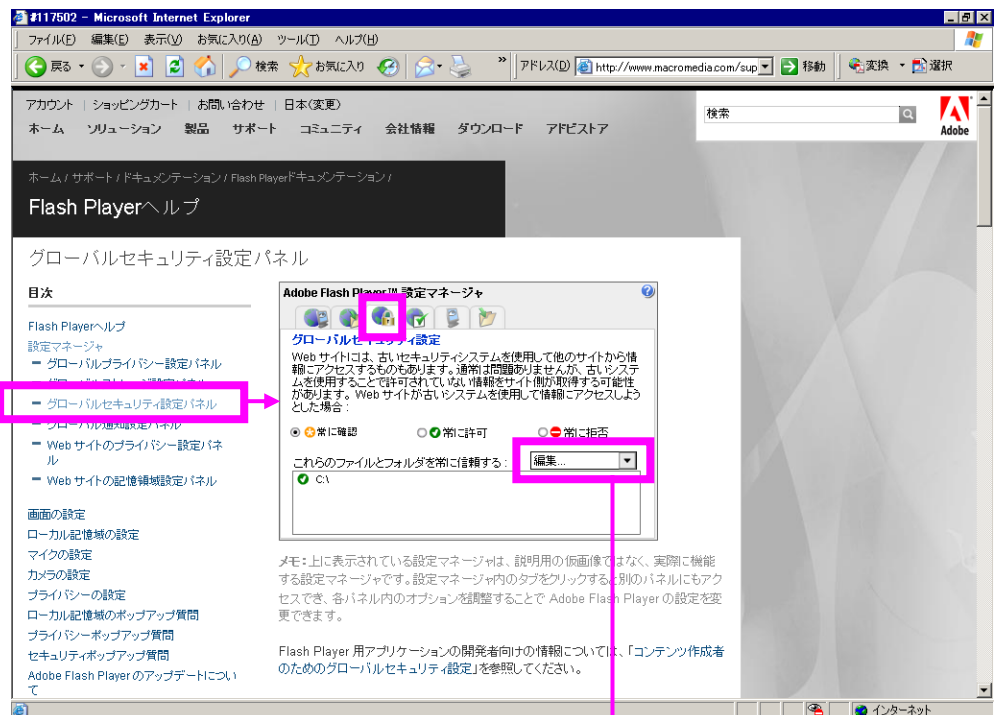 #117502 - Microsoft Internet Explorer
ファイル(F) 編集(E) 表示(V) お気に入り(A) ツール(T) ヘルプ(H)
戻る 検索 お気に入り » アドレス(D) http://www.macromedia.com/sup 移動 変換 選択
アカウント | ショッピングカート | お問い合わせ | 日本(変更)
検索
Adobe
ホーム ソリューション 製品 サポート コミュニティ 会社情報 ダウンロード アドビストア
ホーム / サポート / ドキュメンテーション / Flash Playerドキュメンテーション /
Flash Playerヘルプ
グローバルセキュリティ設定パネル
目次
Flash Playerヘルプ
設定マネージャ
グローバルプライバシー設定パネル
グローバルセキュリティ設定パネル
グローバル通知設定パネル
Web サイトのプライバシー設定パネ
ル
Web サイトの記憶領域設定パネル
画面の設定
ローカル記憶域の設定
マイクの設定
カメラの設定
プライバシーの設定
ローカル記憶域のポップアップ質問
プライバシーポップアップ質問
セキュリティポップアップ質問
Adobe Flash Player のアップデートについ
て
Adobe Flash Player™ 設定マネージャ
グローバルセキュリティ設定
Web サイトには、古いセキュリティシステムを使用して他のサイトから情
報にアクセスするものもあります。通常は問題ありませんが、古いシステ
ムを使用することで許可されていない情報をサイト側が取得する可能性
があります。Web サイトが古いシステムを使用して情報にアクセスしよう
とした場合 :
常に確認 常に許可 常に拒否
これらのファイルとフォルダを常に信頼する : 編集...
C:\
メモ : 上に表示されている設定マネージャは、説明用の仮画像ではなく、実際に機能
する設定マネージャです。設定マネージャ内のタブをクリックすると別のパネルにもアク
セスでき、各パネル内のオプションを調整することで Adobe Flash Player の設定を変
更できます。
Flash Player 用アプリケーションの開発者向けの情報については、「コンテンツ作成者
のためのグローバルセキュリティ設定」を参照してください。
インターネット